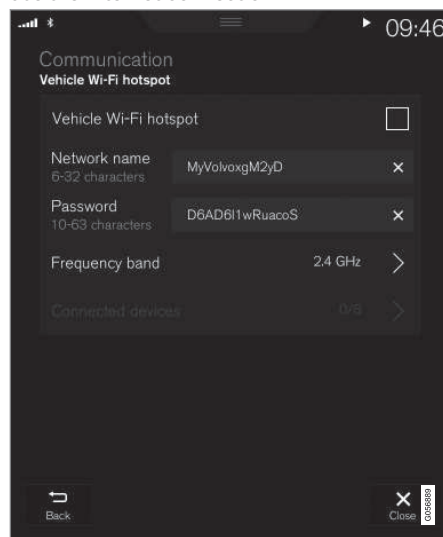 09:46
Communication
Vehicle Wi-Fi hotspot
Vehicle Wi-Fi hotspot
Network name
6-32 characters
MyVolvoxgM2yD
Password
10-63 characters
D6AD6I1wRuacoS
Frequency band
2.4 GHz
Connected devices
0/8
Back
Close
G056889